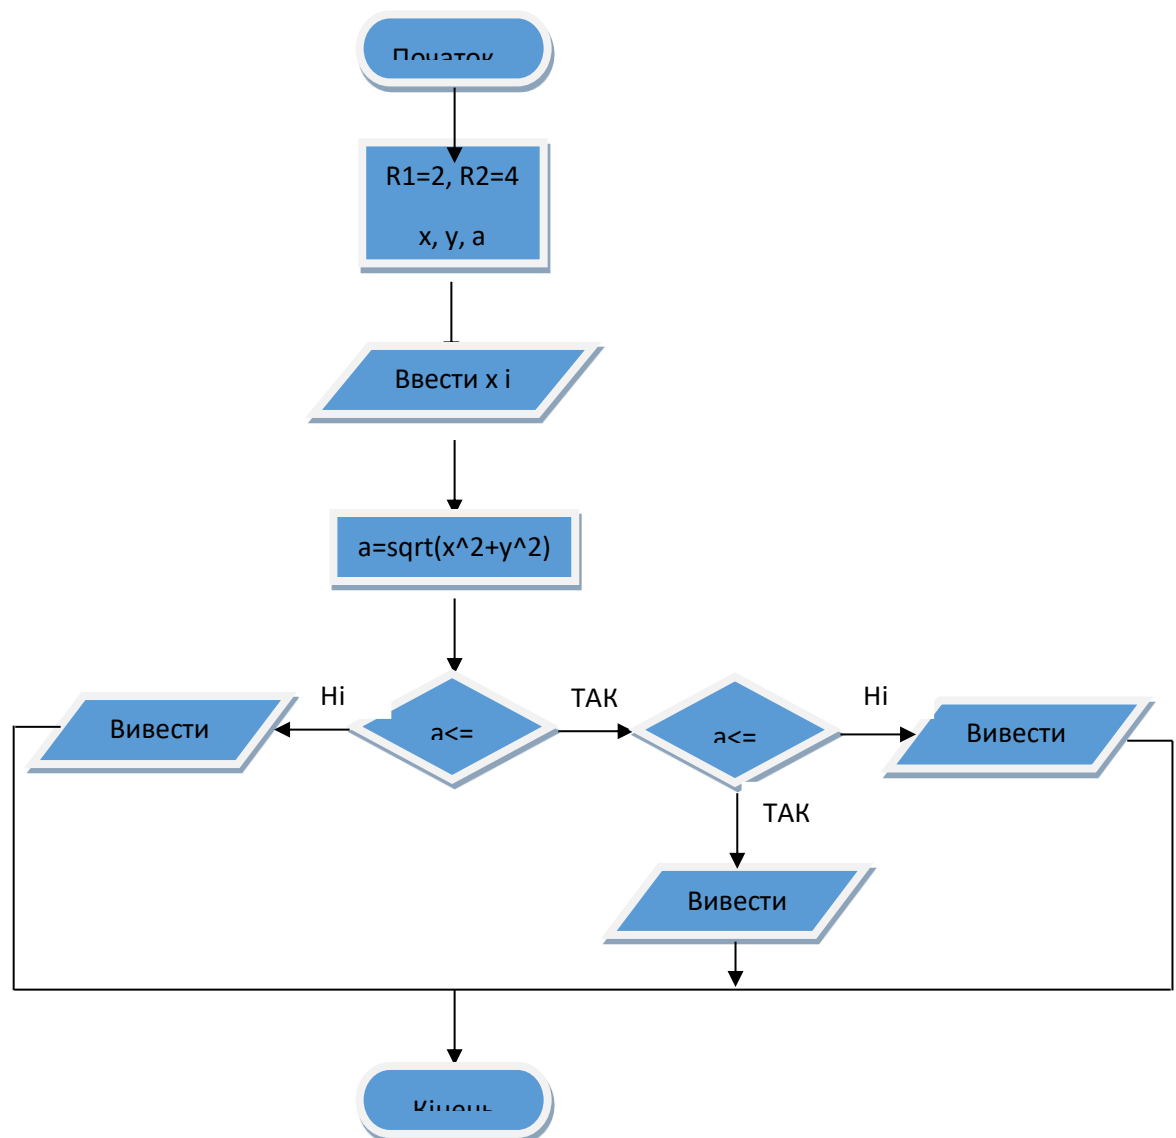 Початок
R1=2, R2=4
x, y, a
Ввести x і
a=sqrt(x^2+y^2)
Ні
ТАК
Ні
Вивести
a<=
a<=
Вивести
ТАК
Вивести
Кінець